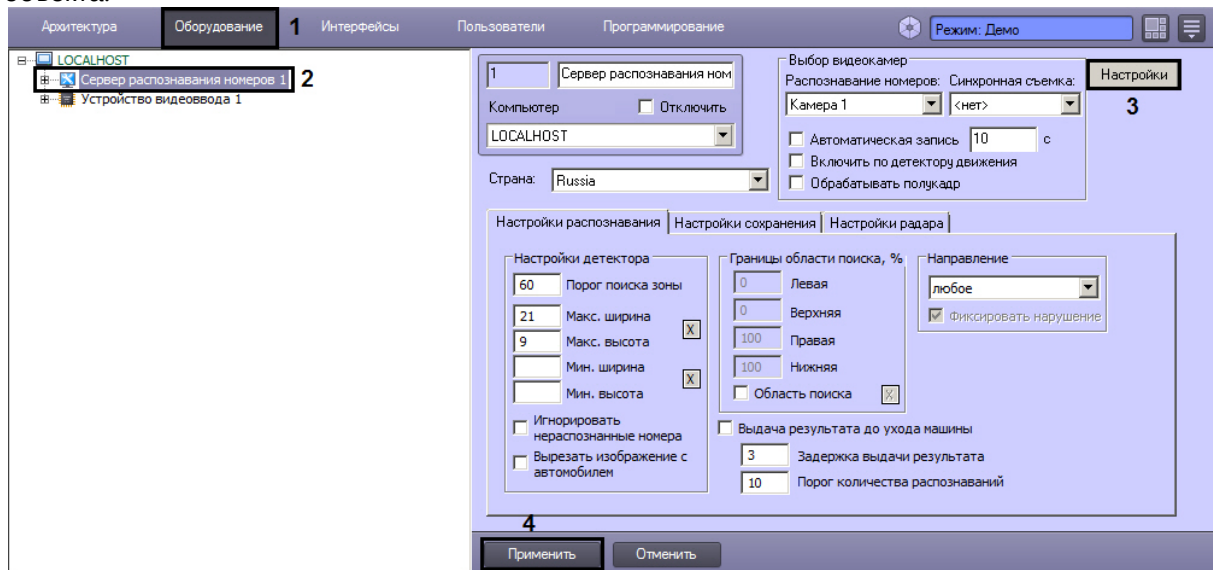 Архитектура Оборудование 1 Интерфейсы Пользователи Программирование Режим: Демо
LOCALHOST
Сервер распознавания номеров 1 2
Устройство видеоввода 1
1 Сервер распознавания ном
Компьютер Отключить
LOCALHOST
Страна: Russia
Выбор видеокамер
Распознавание номеров: Синхронная съемка:
Камера 1 <нет>
Автоматическая запись 10 с
Включить по детектору движения
Обрабатывать полукадр
Настройки
3
Настройки распознавания Настройки сохранения Настройки радара
Настройки детектора
60 Порог поиска зоны
21 Макс. ширина
X
9 Макс. высота
Мин. ширина
X
Мин. высота
Игнорировать
нераспознанные номера
Вырезать изображение с
автомобилем
Границы области поиска, %
0 Левая
0 Верхняя
100 Правая
100 Нижняя
Область поиска X
Направление
любое
Фиксировать нарушение
Выдача результата до ухода машины
3 Задержка выдачи результата
10 Порог количества распознаваний
4
Применить Отменить